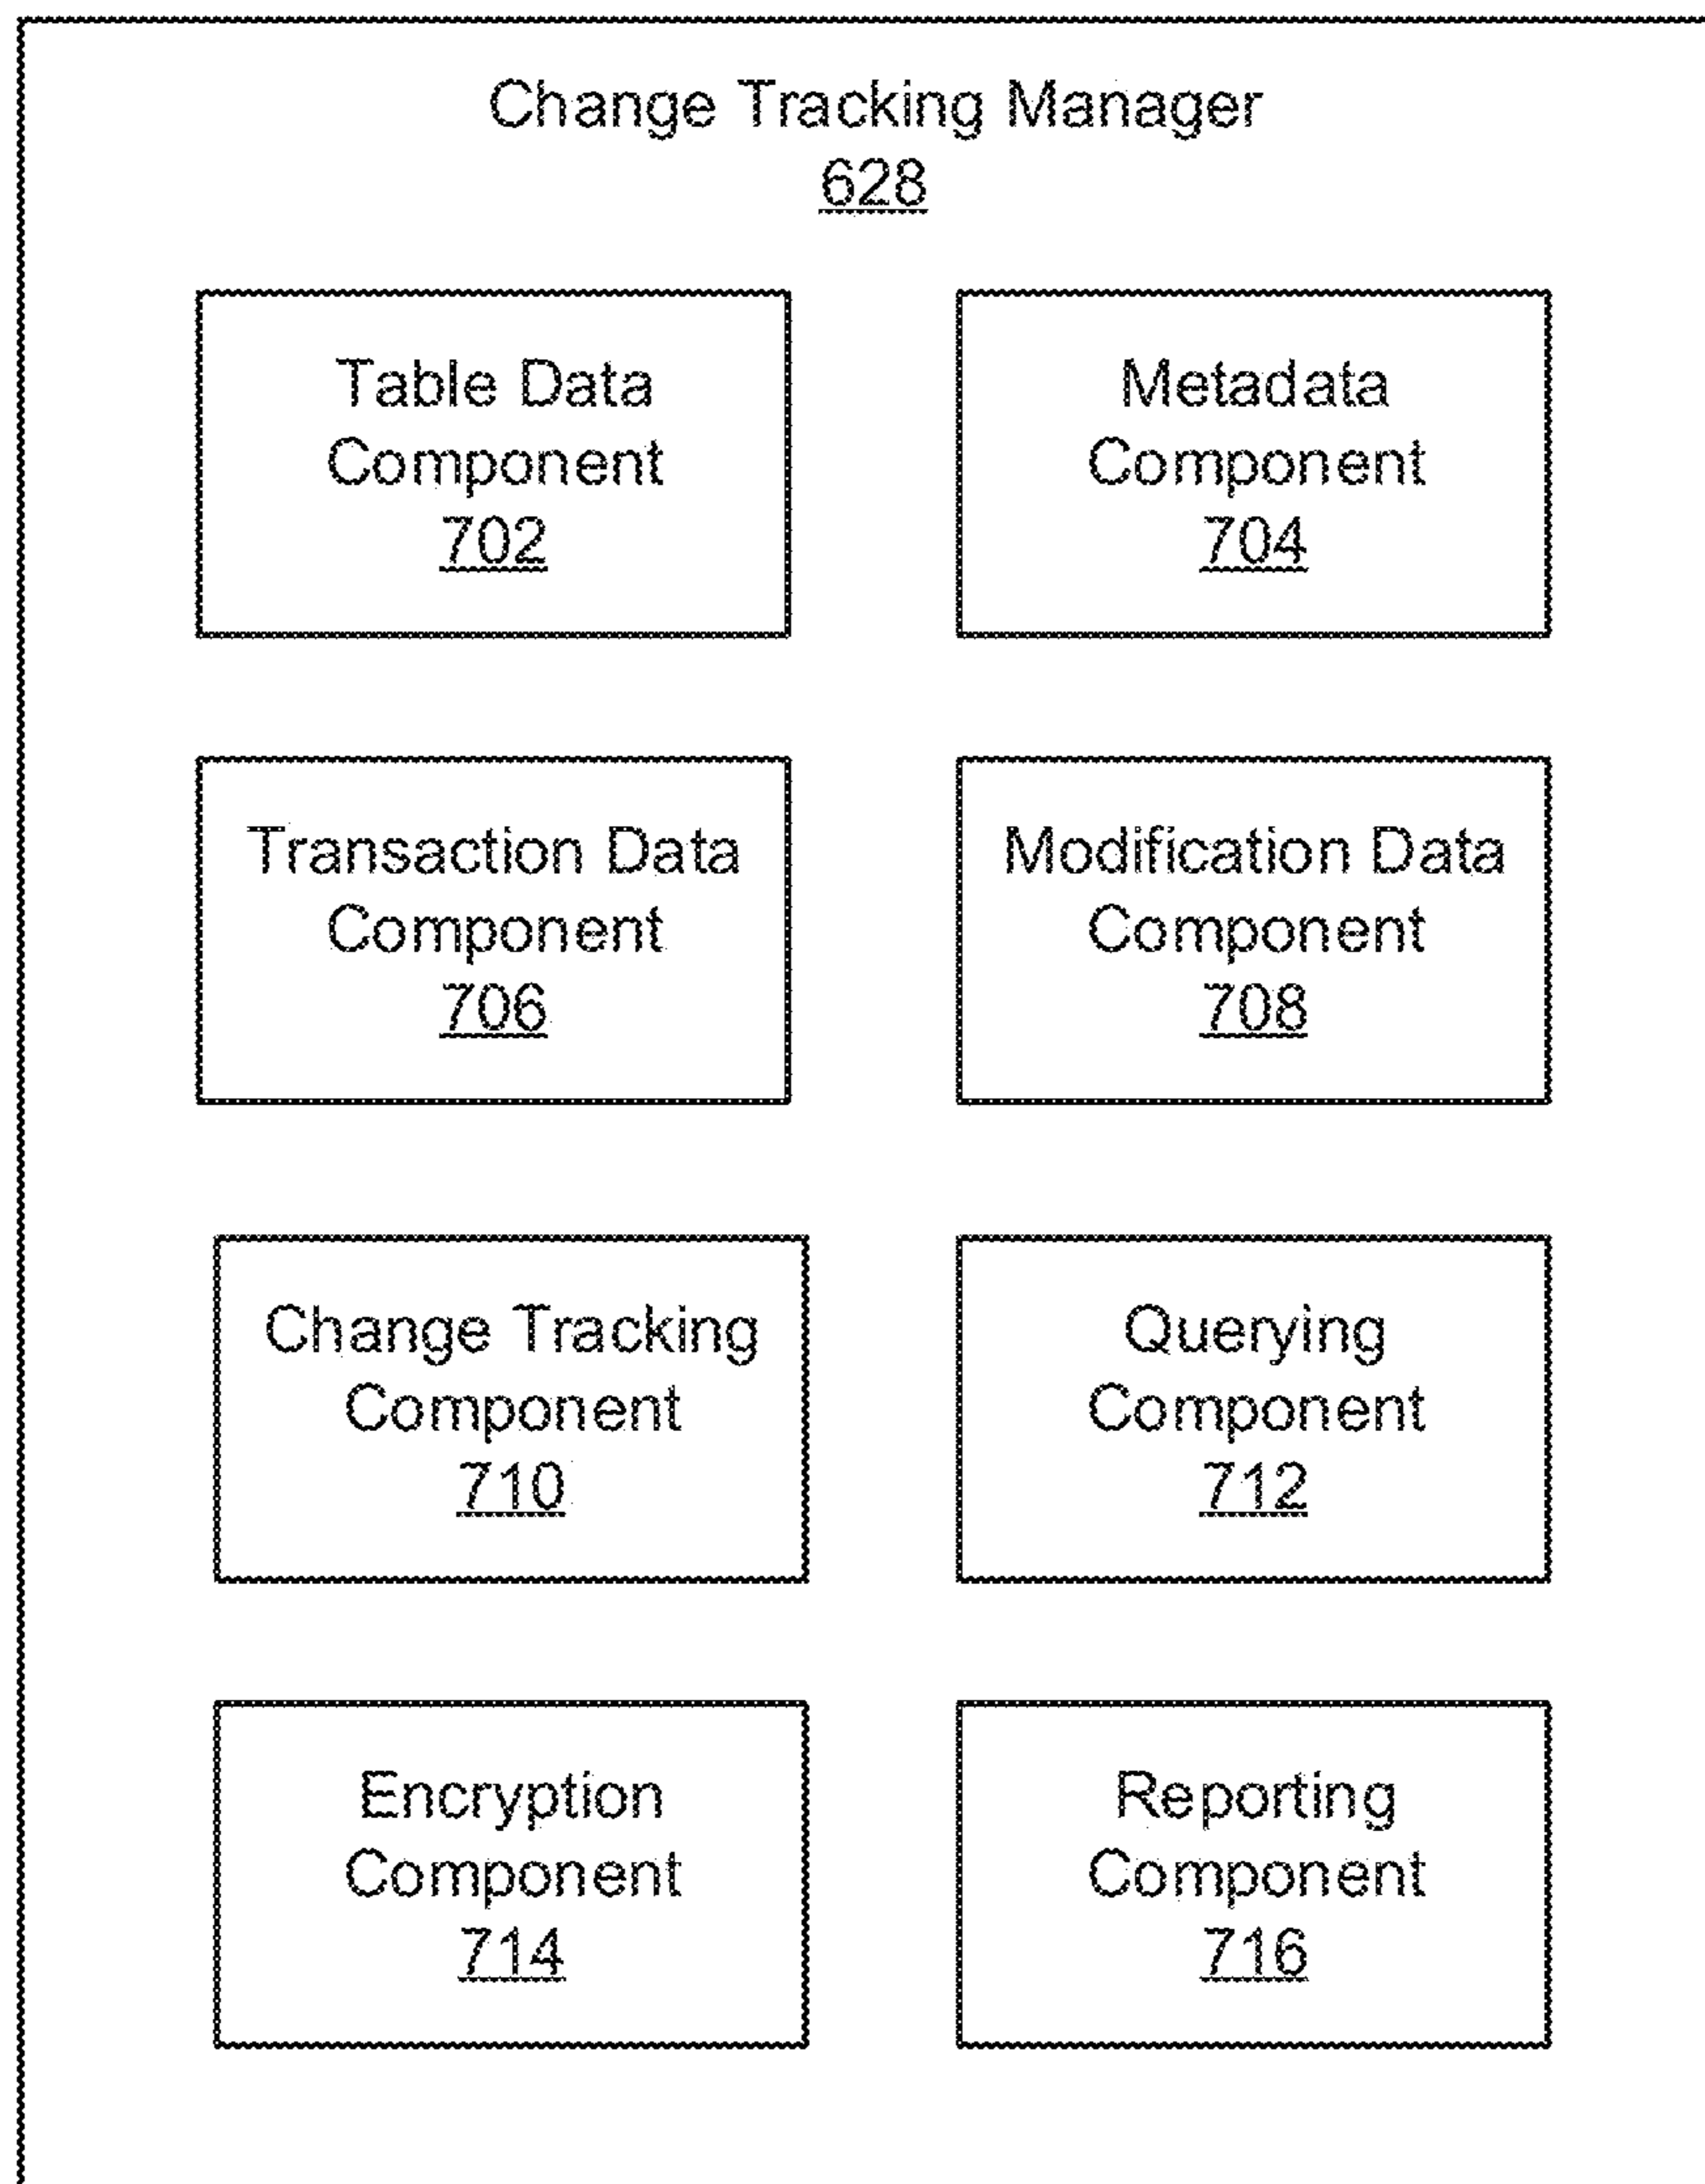 Change Tracking Manager
628
Table Data
Component
702
Metadata
Component
704
Transaction Data
Component
706
Modification Data
Component
708
Change Tracking
Component
710
Querying
Component
712
Encryption
Component
714
Reporting
Component
716